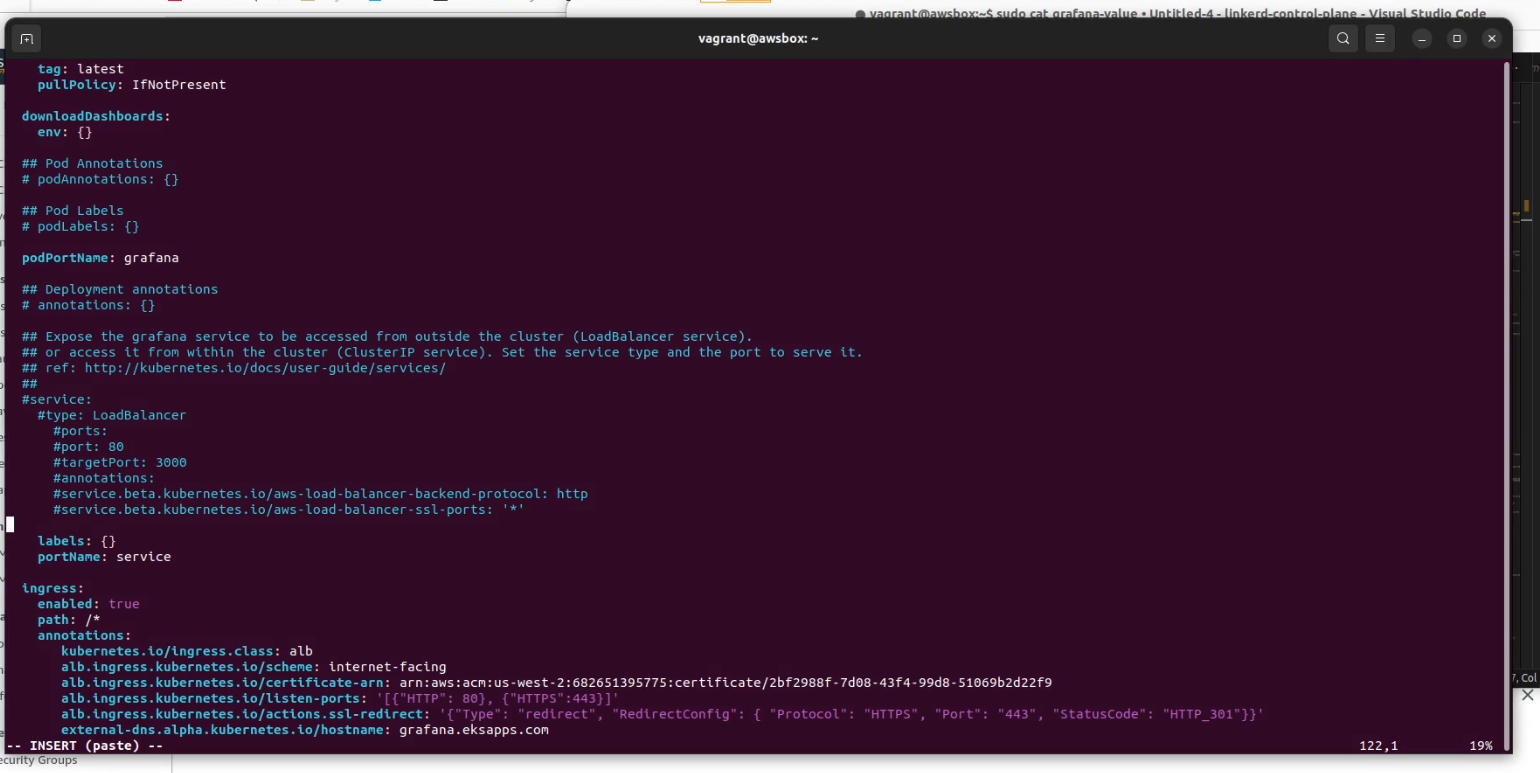 vagrant@awsbox:~$ sudo cat grafana-value • Untitled-4 - linkerd-control-plane - Visual Studio Code
vagrant@awsbox: ~
tag: latest
pullPolicy: IfNotPresent
downloadDashboards:
env: {}
## Pod Annotations
# podAnnotations: {}
## Pod Labels
# podLabels: {}
podPortName: grafana
## Deployment annotations
# annotations: {}
## Expose the grafana service to be accessed from outside the cluster (LoadBalancer service).
## or access it from within the cluster (ClusterIP service). Set the service type and the port to serve it.
## ref: http://kubernetes.io/docs/user-guide/services/
##
#service:
#type: LoadBalancer
#ports:
#port: 80
#targetPort: 3000
#annotations:
#service.beta.kubernetes.io/aws-load-balancer-backend-protocol: http
#service.beta.kubernetes.io/aws-load-balancer-ssl-ports: '*'
labels: {}
portName: service
ingress:
enabled: true
path: /*
annotations:
kubernetes.io/ingress.class: alb
alb.ingress.kubernetes.io/scheme: internet-facing
alb.ingress.kubernetes.io/certificate-arn: arn:aws:acm:us-west-2:682651395775:certificate/2bf2988f-7d08-43f4-99d8-51069b2d22f9
alb.ingress.kubernetes.io/listen-ports: '[{"HTTP": 80}, {"HTTPS":443}]'
alb.ingress.kubernetes.io/actions.ssl-redirect: '{"Type": "redirect", "RedirectConfig": { "Protocol": "HTTPS", "Port": "443", "StatusCode": "HTTP_301"}}'
external-dns.alpha.kubernetes.io/hostname: grafana.eksapps.com
-- INSERT (paste) -- 122,1 19%
7, Col
ecurity Groups